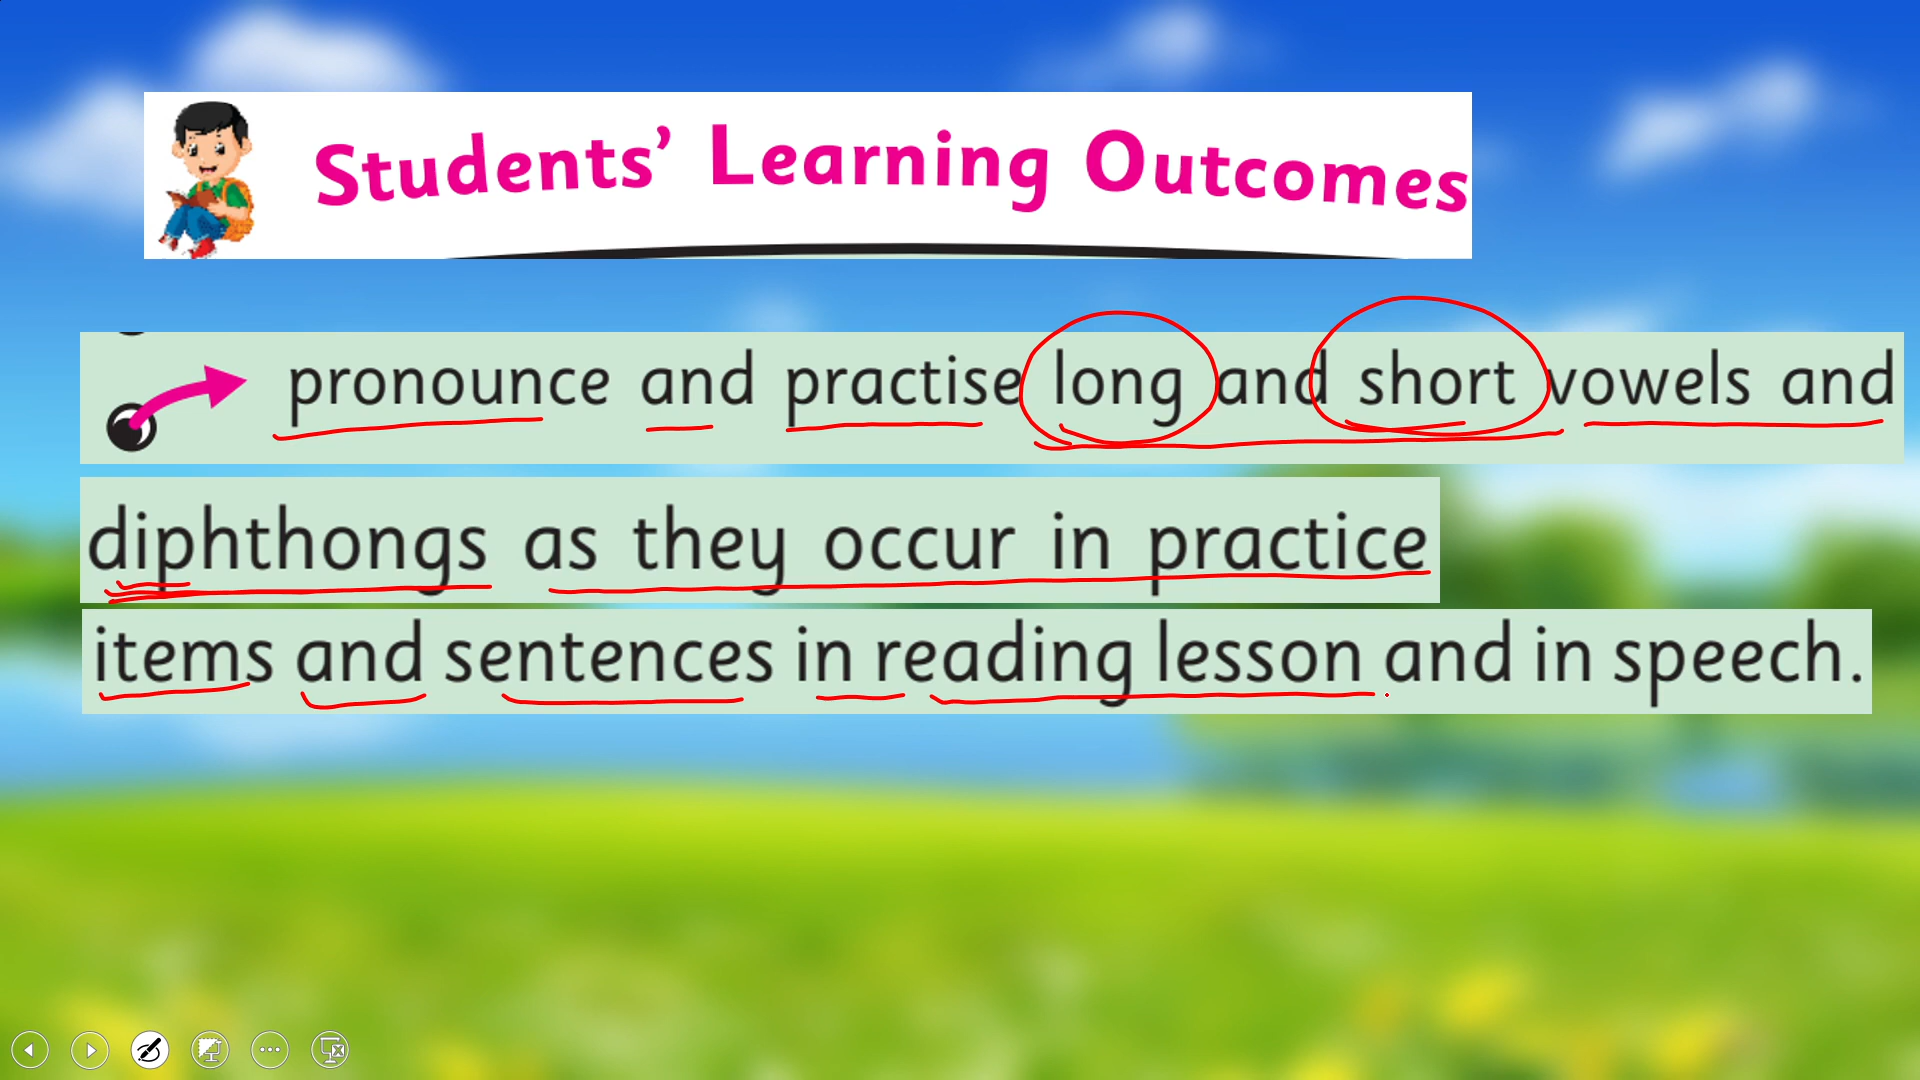 Students’ Learning Outcomes
pronounce and practise long and short vowels and
diphthongs as they occur in practice
items and sentences in reading lesson and in speech.